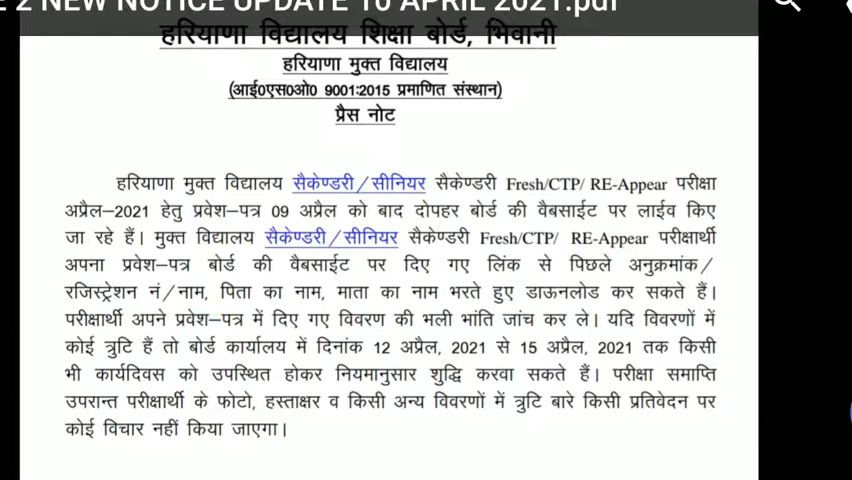 E 2 NEW NOTICE UPDATE 10 APRIL 2021.pdf
हरियाणा विद्यालय शिक्षा बोर्ड, भिवानी
हरियाणा मुक्त विद्यालय
(आई0एस0ओ0 9001:2015 प्रमाणित संस्थान)
प्रैस नोट
हरियाणा मुक्त विद्यालय सैकेण्डरी/सीनियर सैकेण्डरी Fresh/CTP/ RE-Appear परीक्षा
अप्रैल–2021 हेतु प्रवेश–पत्र 09 अप्रैल को बाद दोपहर बोर्ड की वैबसाईट पर लाईव किए
जा रहे हैं। मुक्त विद्यालय सैकेण्डरी/सीनियर सैकेण्डरी Fresh/CTP/ RE-Appear परीक्षार्थी
अपना प्रवेश–पत्र बोर्ड की वैबसाईट पर दिए गए लिंक से पिछले अनुक्रमांक/
रजिस्ट्रेशन नं/नाम, पिता का नाम, माता का नाम भरते हुए डाऊनलोड कर सकते हैं।
परीक्षार्थी अपने प्रवेश–पत्र में दिए गए विवरण की भली भांति जांच कर ले। यदि विवरणों में
कोई त्रुटि हैं तो बोर्ड कार्यालय में दिनांक 12 अप्रैल, 2021 से 15 अप्रैल, 2021 तक किसी
भी कार्यदिवस को उपस्थित होकर नियमानुसार शुद्धि करवा सकते हैं। परीक्षा समाप्ति
उपरान्त परीक्षार्थी के फोटो, हस्ताक्षर व किसी अन्य विवरणों में त्रुटि बारे किसी प्रतिवेदन पर
कोई विचार नहीं किया जाएगा।